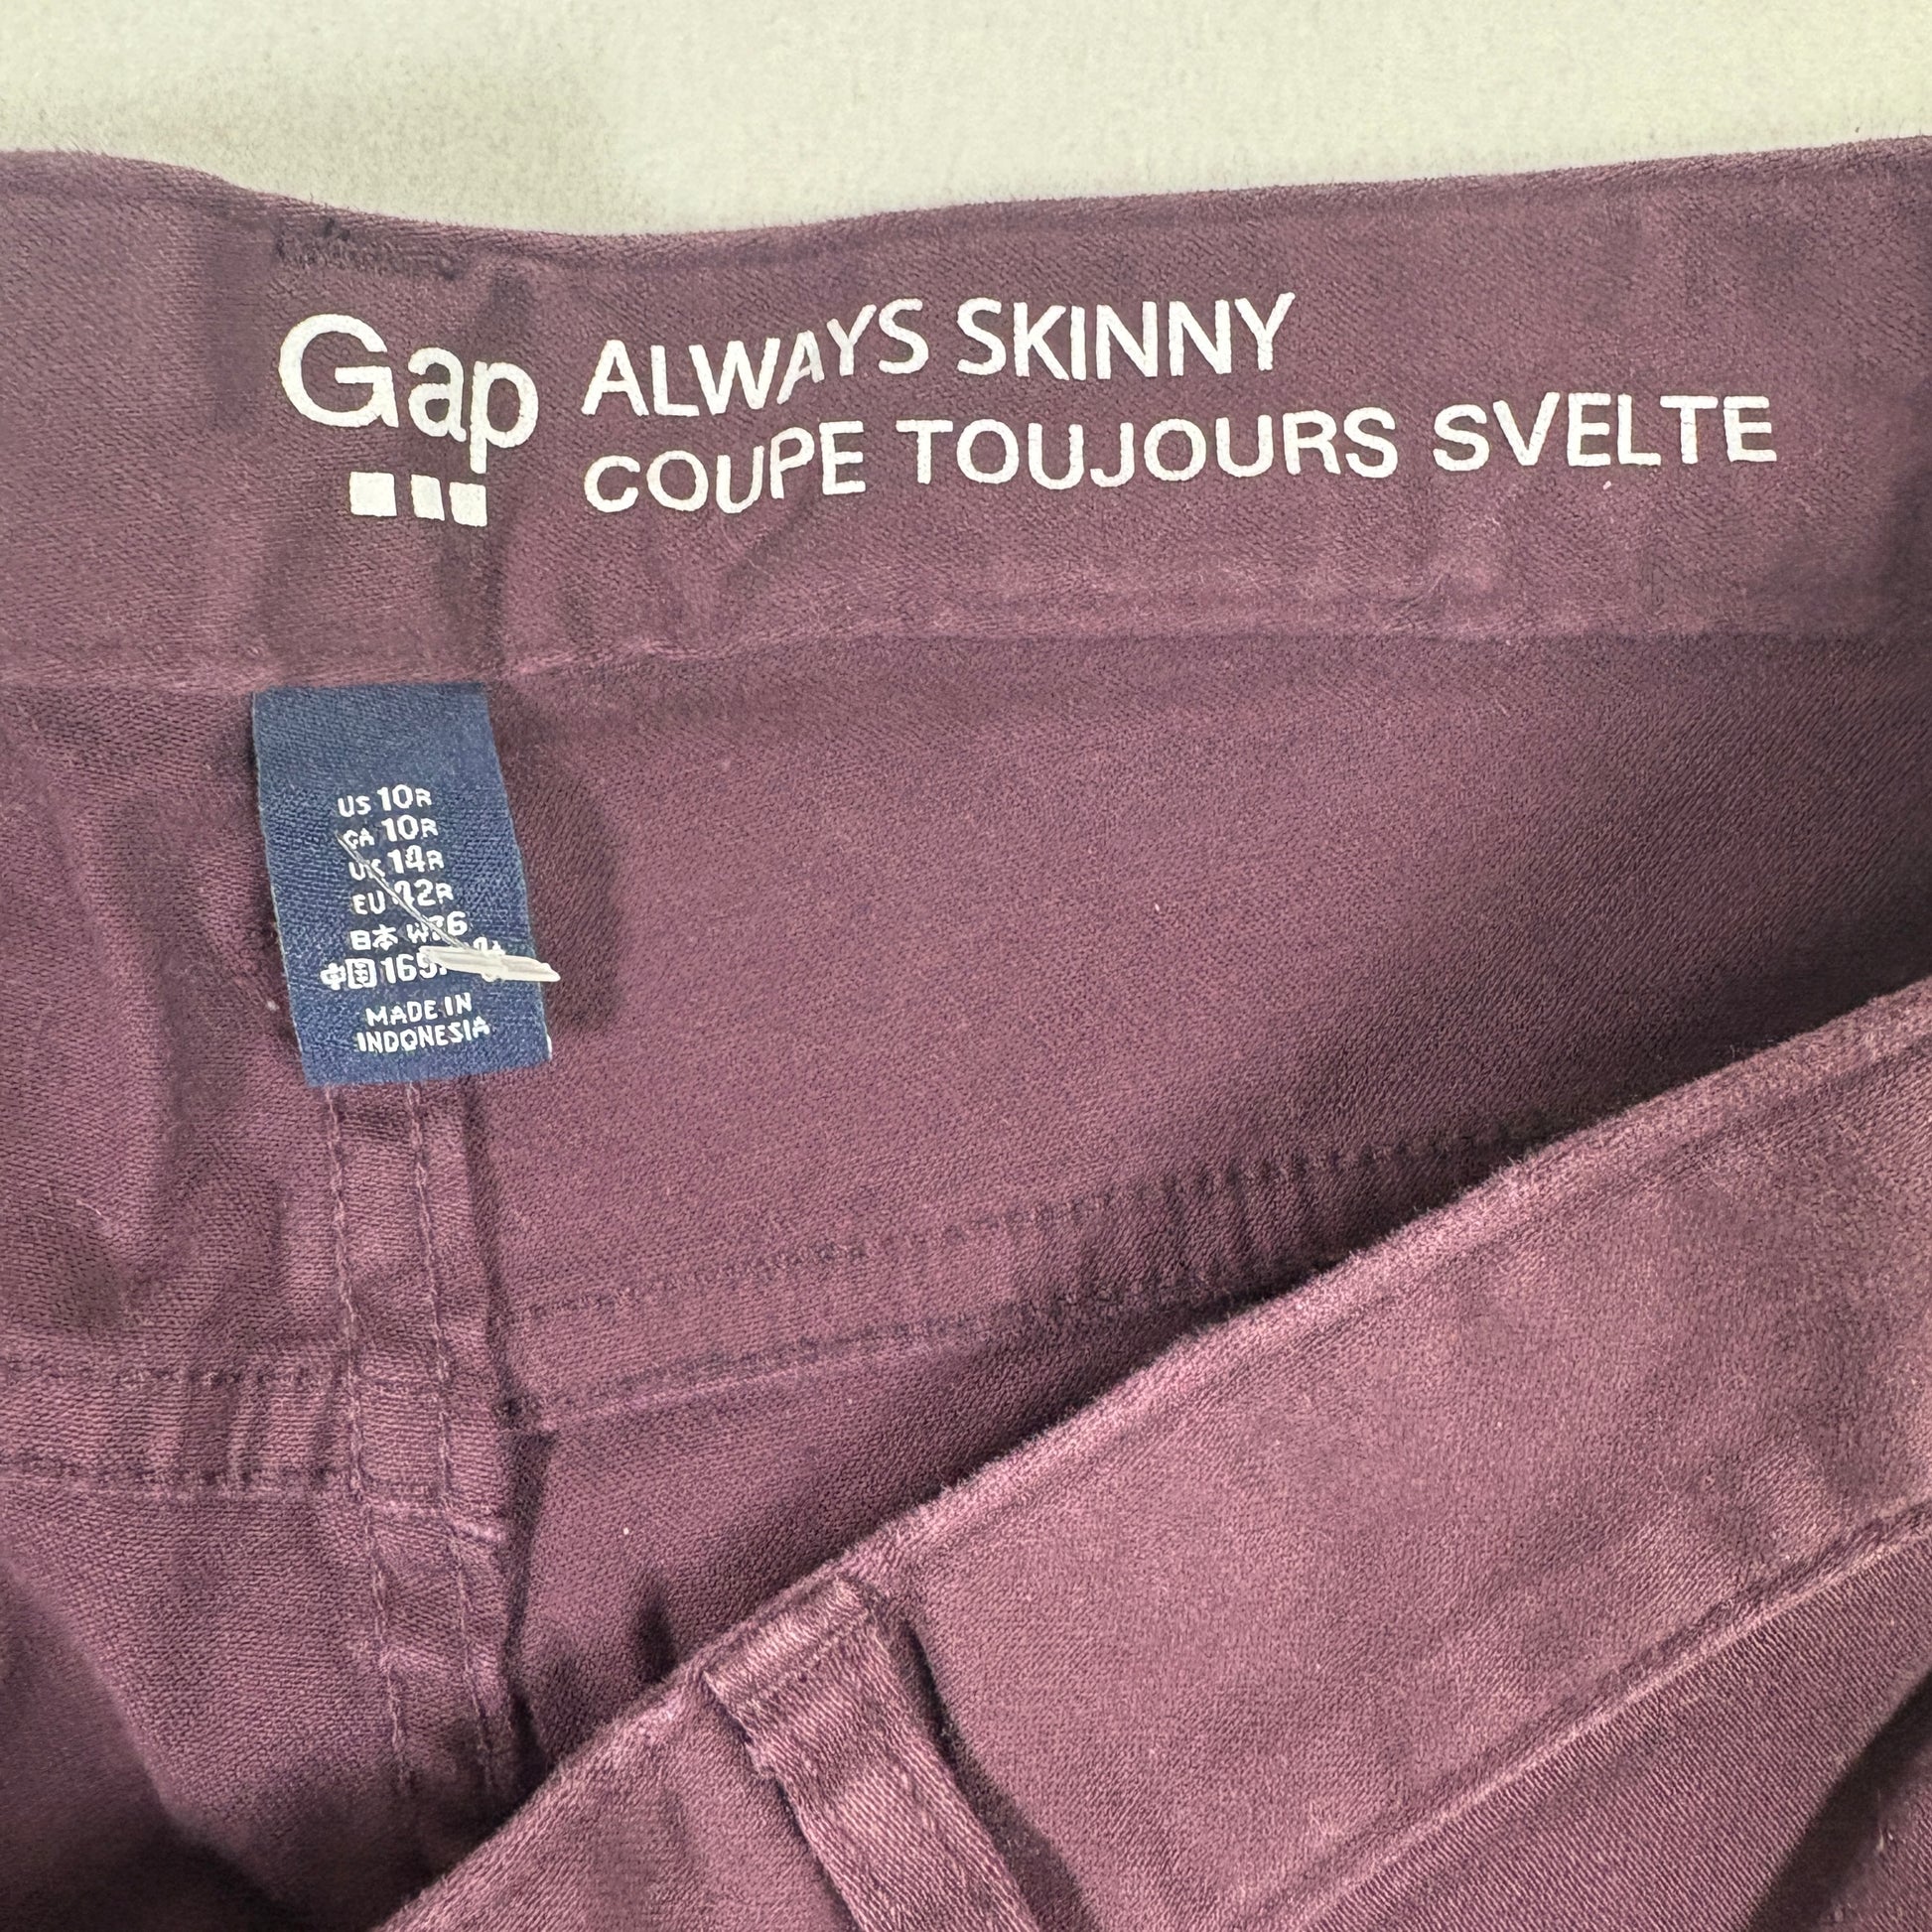 Gap
ALWAYS SKINNY
COUPE TOUJOURS SVELTE
US 10R
CA 10R
UK 14R
EU 42R
日本
中国
MADE IN
INDONESIA